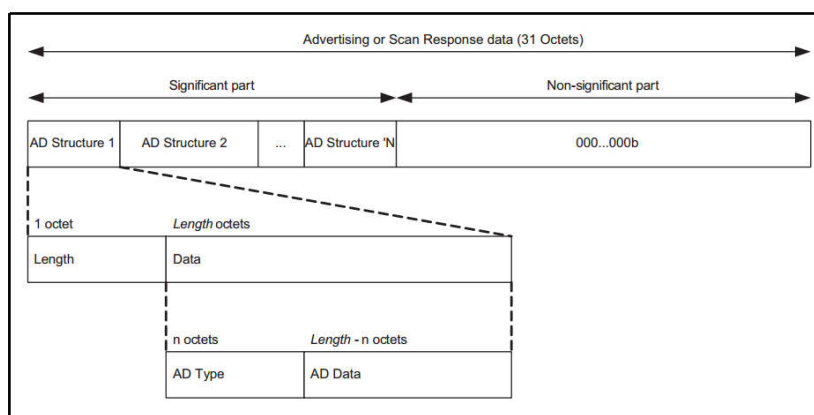 Advertising or Scan Response data (31 Octets)
Significant part Non-significant part
AD Structure 1 AD Structure 2 ... AD Structure 'N 000...000b
1 octet Length octets
Length Data
n octets Length - n octets
AD Type AD Data